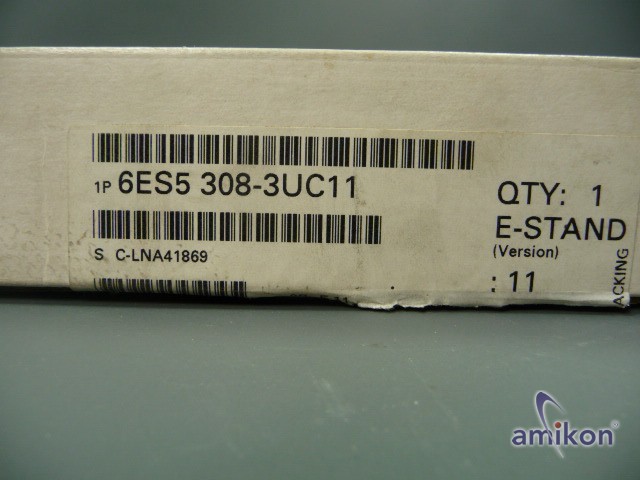 1P 6ES5 308-3UC11
QTY: 1
E-STAND
(Version)
S C-LNA41869
: 11
ACKING
amikon